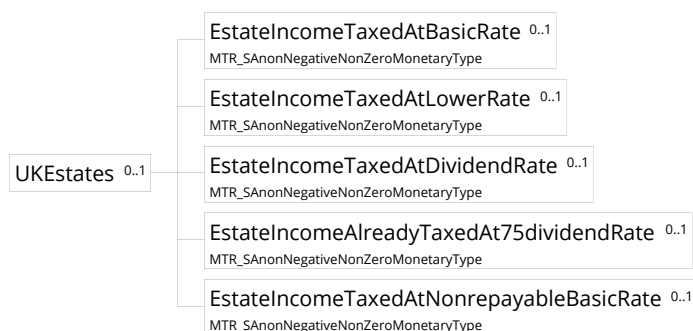 EstateIncomeTaxedAtBasicRate 0..1
MTR_SAnonNegativeNonZeroMonetaryType
EstateIncomeTaxedAtLowerRate 0..1
MTR_SAnonNegativeNonZeroMonetaryType
UKEstates 0..1
EstateIncomeTaxedAtDividendRate 0..1
MTR_SAnonNegativeNonZeroMonetaryType
EstateIncomeAlreadyTaxedAt75dividendRate 0..1
MTR_SAnonNegativeNonZeroMonetaryType
EstateIncomeTaxedAtNonrepayableBasicRate 0..1
MTR_SAnonNegativeNonZeroMonetaryType